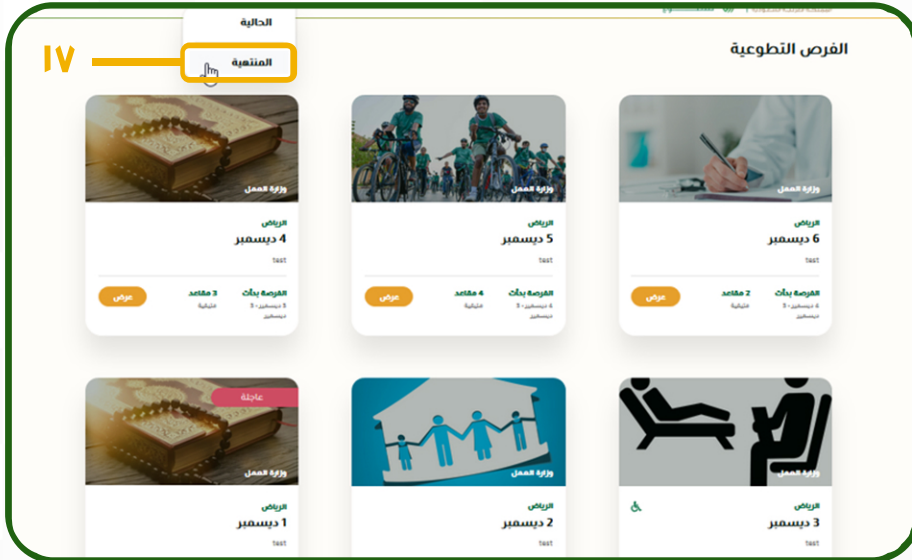 الحالية
المنتهية
١٧
الفرص التطوعية
وزارة العمل
الرياض
6 ديسمبر
test
الفرصة بدأت
2 مقاعد
متبقية
عرض
وزارة العمل
الرياض
5 ديسمبر
test
الفرصة بدأت
4 مقاعد
متبقية
عرض
وزارة العمل
الرياض
4 ديسمبر
test
الفرصة بدأت
3 مقاعد
متبقية
عرض
وزارة العمل
الرياض
3 ديسمبر
test
وزارة العمل
الرياض
2 ديسمبر
test
عاجلة
وزارة العمل
الرياض
1 ديسمبر
test